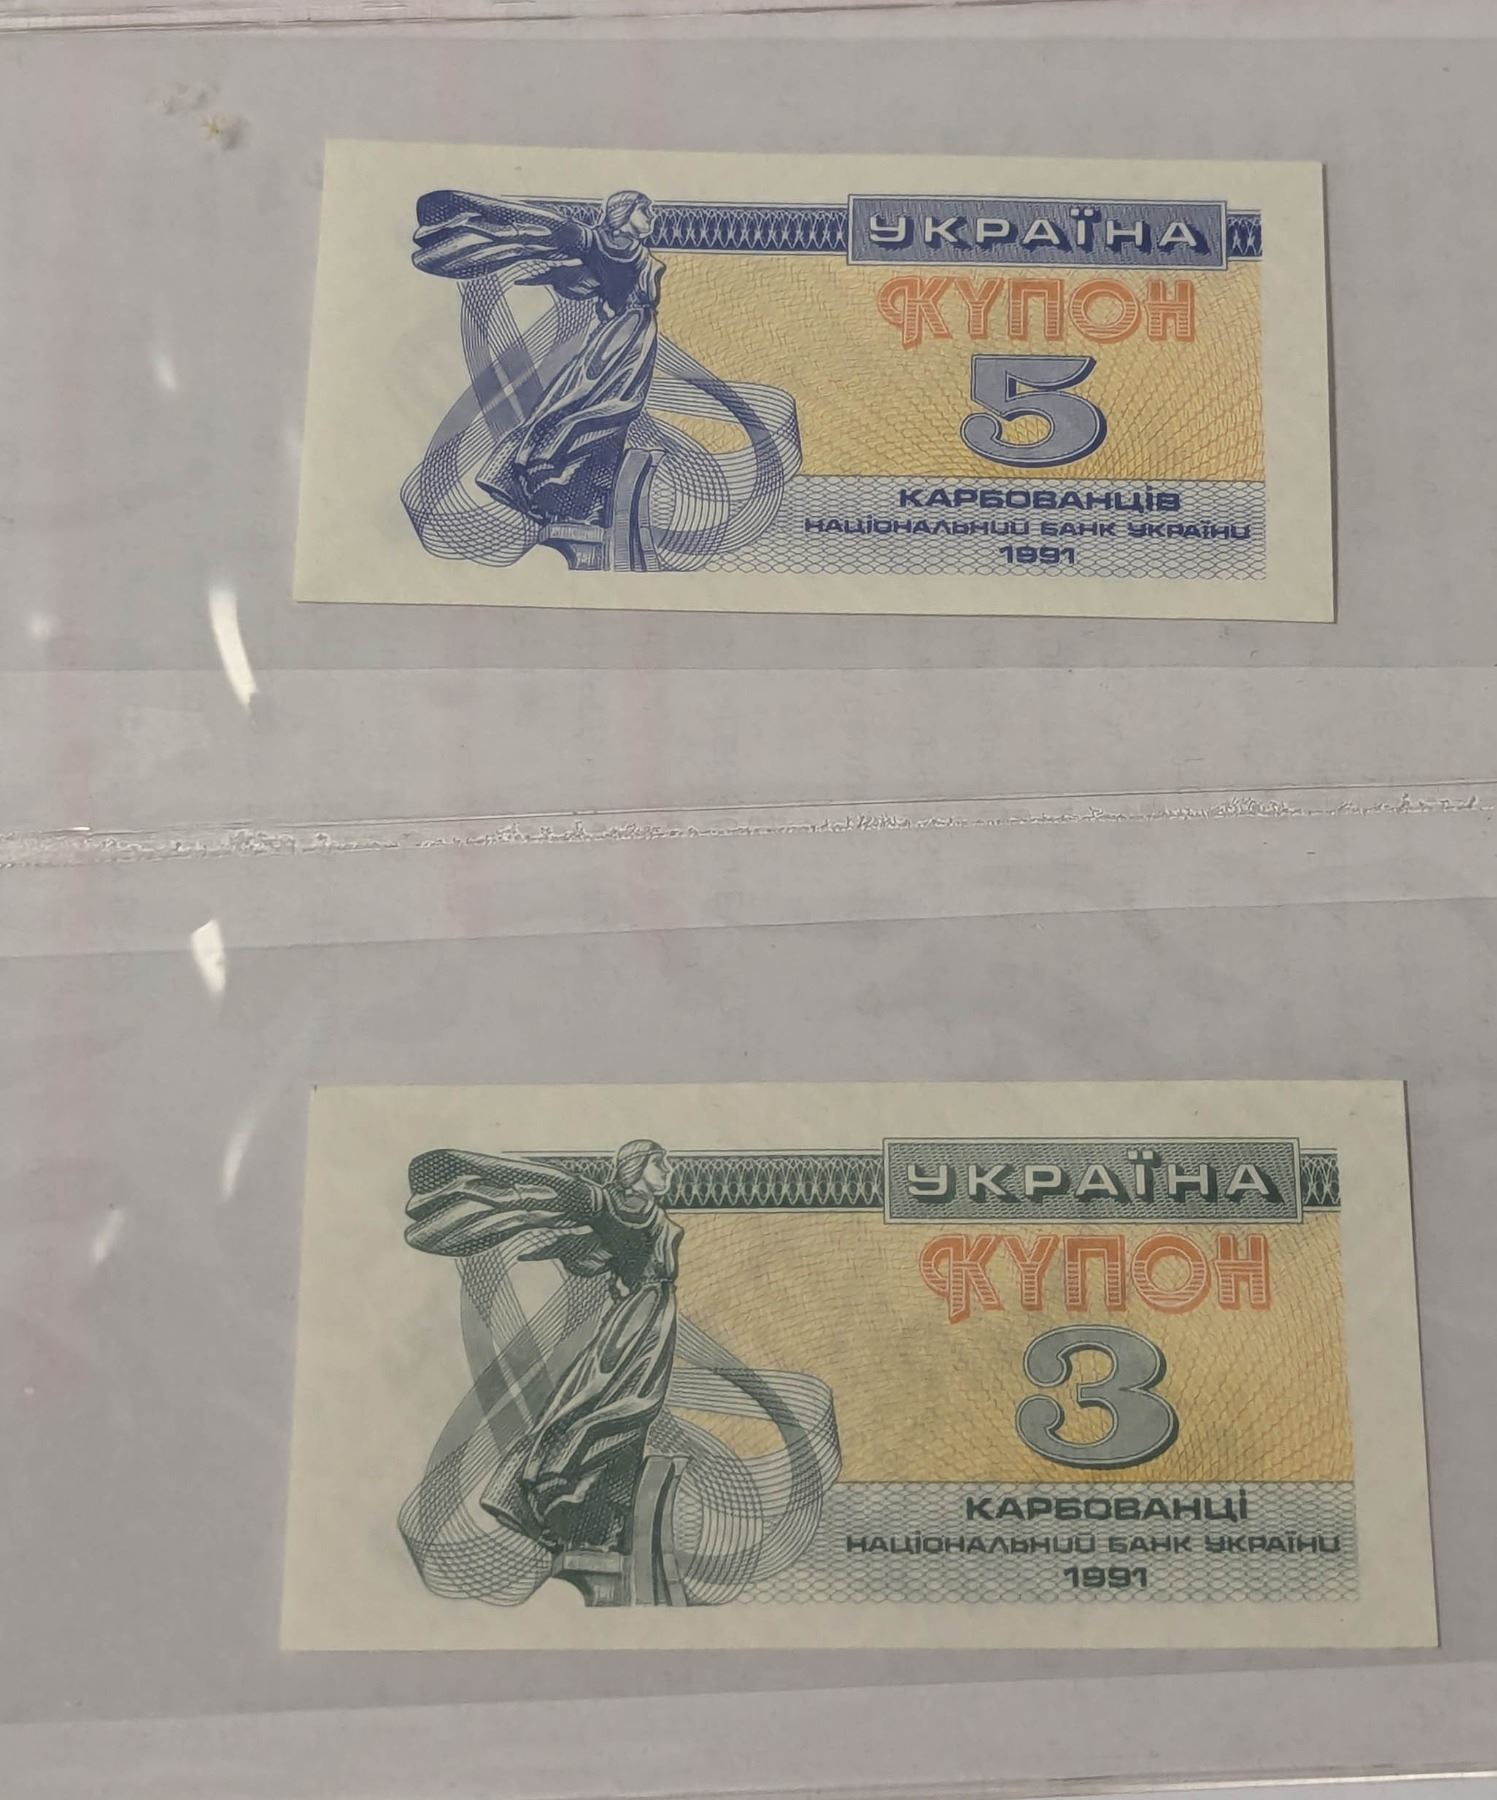 УКРАЇНА
КУПОН
5
КАРБОВАНЦІВ
НАЦІОНАЛЬНИЙ БАНК УКРАЇНИ
1991
УКРАЇНА
КУПОН
3
КАРБОВАНЦІ
НАЦІОНАЛЬНИЙ БАНК УКРАЇНИ
1991